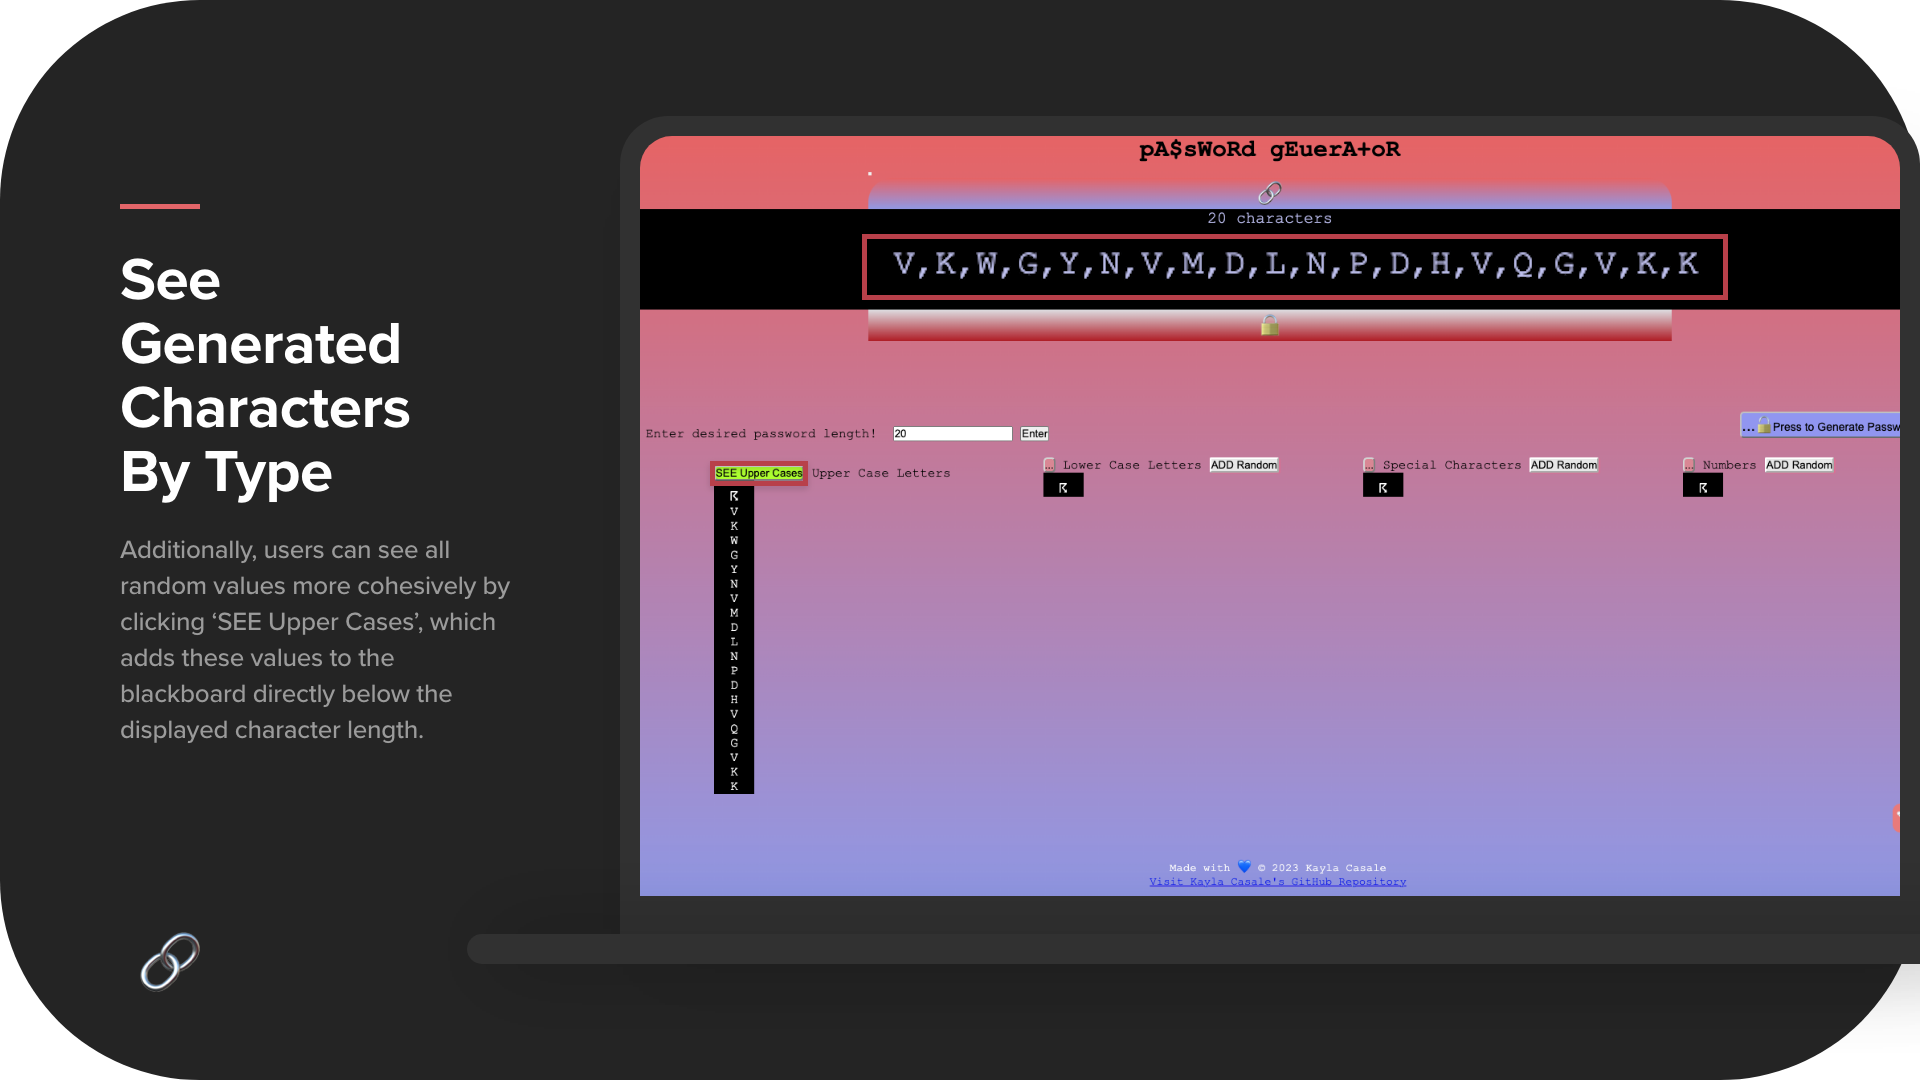 See
Generated
Characters
By Type
Additionally, users can see all
random values more cohesively by
clicking ‘SEE Upper Cases’, which
adds these values to the
blackboard directly below the
displayed character length.
pA$sWoRd gEuerA+oR
20 characters
V,K,W,G,Y,N,V,M,D,L,N,P,D,H,V,Q,G,V,K,K
Enter desired password length! 20 Enter
...🔒Press to Generate Passw
SEE Upper Cases Upper Case Letters
Lower Case Letters ADD Random
Special Characters ADD Random
Numbers ADD Random
V
K
W
G
Y
N
V
M
D
L
N
P
D
H
V
Q
G
V
K
K
Made with 💙 © 2023 Kayla Casale
Visit Kayla Casale's GitHub Repository